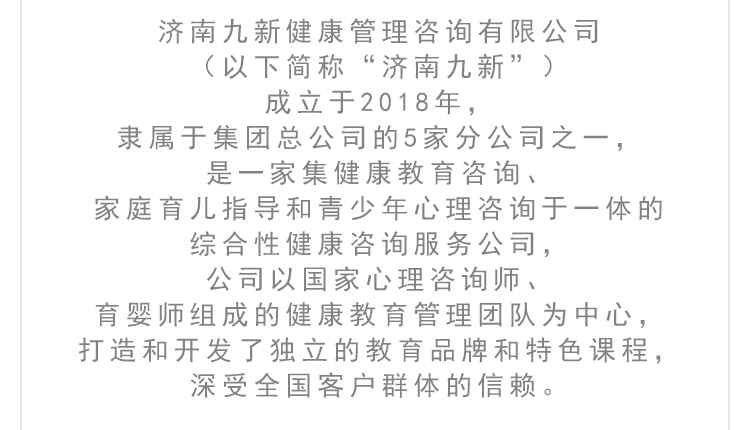 济南九新健康管理咨询有限公司
（以下简称“济南九新”）
成立于2018年，
隶属于集团总公司的5家分公司之一，
是一家集健康教育咨询、
家庭育儿指导和青少年心理咨询于一体的
综合性健康咨询服务公司，
公司以国家心理咨询师、
育婴师组成的健康教育管理团队为中心，
打造和开发了独立的教育品牌和特色课程，
深受全国客户群体的信赖。